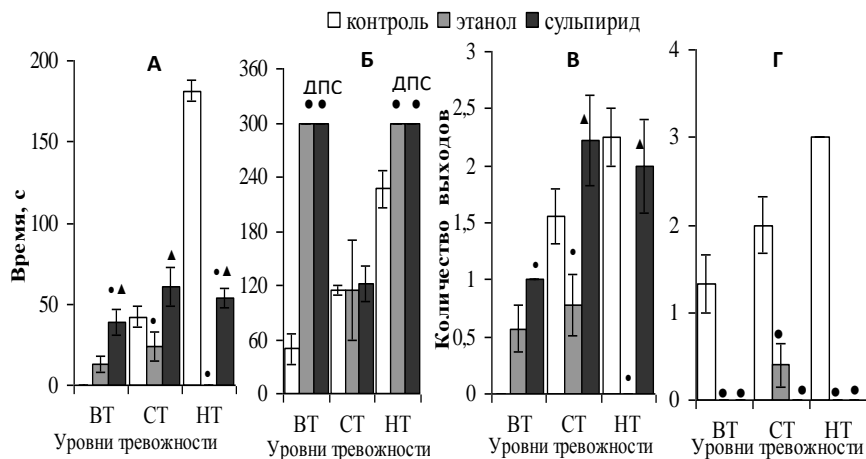 контроль этанол сульпирид
А
Время, с
200
150
100
50
0
ВТ СТ НТ
Уровни тревожности
Б
ДПС ДПС
360
300
240
180
120
60
0
ВТ СТ НТ
Уровни тревожности
В
Количество выходов
3
2,5
2
1,5
1
0,5
0
ВТ СТ НТ
Уровни тревожности
Г
4
3
2
1
0
ВТ СТ НТ
Уровни тревожности